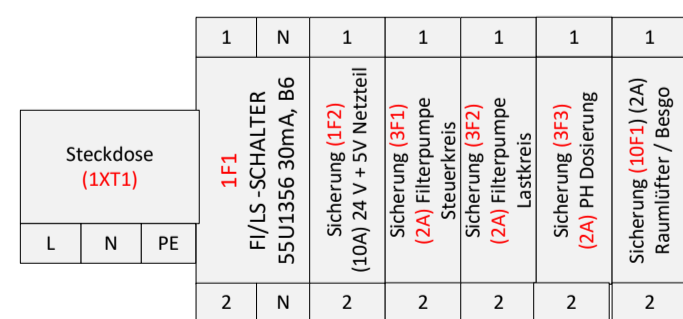 1 N 1 1 1 1 1
Steckdose
(1XT1)
L N PE
1F1
FI/LS -SCHALTER
55U1356 30mA, B6
Sicherung (1F2)
(10A) 24 V + 5V Netzteil
Sicherung (3F1)
(2A) Filterpumpe
Steuerkreis
Sicherung (3F2)
(2A) Filterpumpe
Lastkreis
Sicherung (3F3)
(2A) PH Dosierung
Sicherung (10F1) (2A)
Raumlüfter / Besgo
2 N 2 2 2 2 2